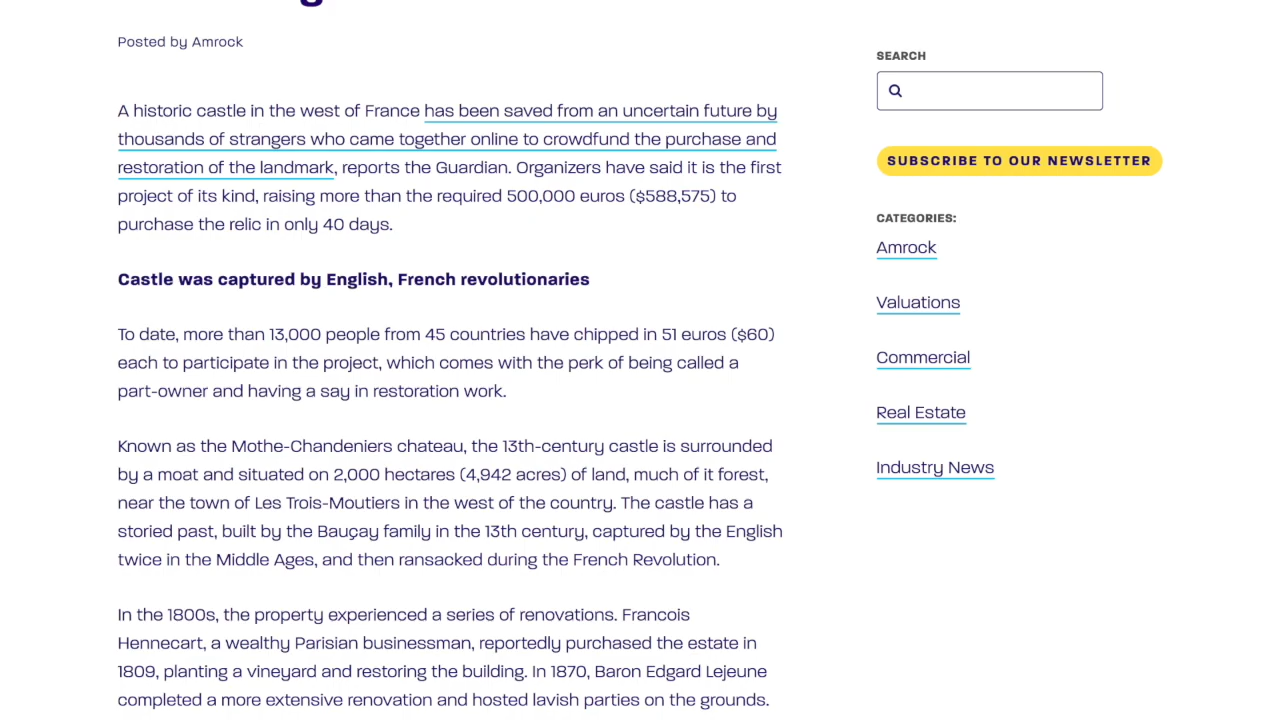 Posted by Amrock
A historic castle in the west of France has been saved from an uncertain future by
thousands of strangers who came together online to crowdfund the purchase and
restoration of the landmark, reports the Guardian. Organizers have said it is the first
project of its kind, raising more than the required 500,000 euros ($588,575) to
purchase the relic in only 40 days.
Castle was captured by English, French revolutionaries
To date, more than 13,000 people from 45 countries have chipped in 51 euros ($60)
each to participate in the project, which comes with the perk of being called a
part-owner and having a say in restoration work.
Known as the Mothe-Chandeniers chateau, the 13th-century castle is surrounded
by a moat and situated on 2,000 hectares (4,942 acres) of land, much of it forest,
near the town of Les Trois-Moutiers in the west of the country. The castle has a
storied past, built by the Bauçay family in the 13th century, captured by the English
twice in the Middle Ages, and then ransacked during the French Revolution.
In the 1800s, the property experienced a series of renovations. Francois
Hennecart, a wealthy Parisian businessman, reportedly purchased the estate in
1809, planting a vineyard and restoring the building. In 1870, Baron Edgard Lejeune
completed a more extensive renovation and hosted lavish parties on the grounds.
SEARCH
SUBSCRIBE TO OUR NEWSLETTER
CATEGORIES:
Amrock
Valuations
Commercial
Real Estate
Industry News